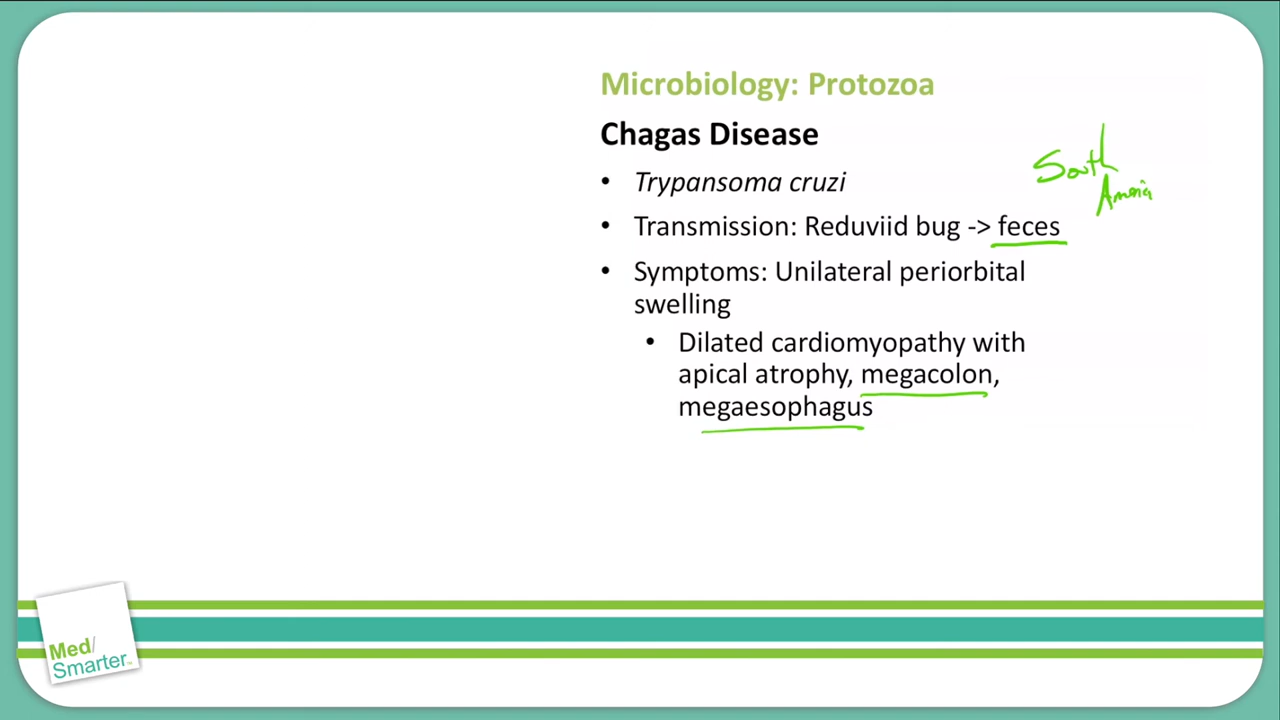 Microbiology: Protozoa
Chagas Disease
• Trypansoma cruzi
South
America
• Transmission: Reduviid bug -> feces
• Symptoms: Unilateral periorbital
swelling
• Dilated cardiomyopathy with
apical atrophy, megacolon,
megaesophagus
Med/
Smarter™